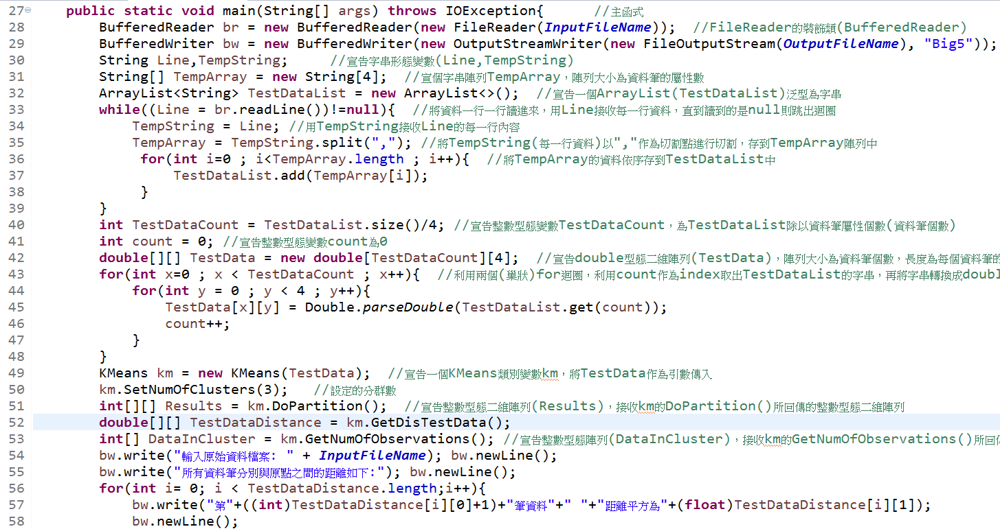 27 public static void main(String[] args) throws IOException{ //主函式
28 BufferedReader br = new BufferedReader(new FileReader(InputFileName)); //FileReader的裝飾類(BufferedReader)
29 BufferedWriter bw = new BufferedWriter(new OutputStreamWriter(new FileOutputStream(OutputFileName), "Big5"));
30 String Line,TempString; //宣告字串形態變數(Line,TempString)
31 String[] TempArray = new String[4]; //宣個字串陣列TempArray，陣列大小為資料筆的屬性數
32 ArrayList<String> TestDataList = new ArrayList<>(); //宣告一個ArrayList(TestDataList)泛型為字串
33 while((Line = br.readLine())!=null){ //將資料一行一行讀進來，用Line接收每一行資料，直到讀到的是null則跳出迴圈
34 TempString = Line; //用TempString接收Line的每一行內容
35 TempArray = TempString.split(","); //將TempString(每一行資料)以","作為切割點進行切割，存到TempArray陣列中
36 for(int i=0 ; i<TempArray.length ; i++){ //將TempArray的資料依序存到TestDataList中
37 TestDataList.add(TempArray[i]);
38 }
39 }
40 int TestDataCount = TestDataList.size()/4; //宣告整數型態變數TestDataCount，為TestDataList除以資料筆屬性個數(資料筆個數)
41 int count = 0; //宣告整數型態變數count為0
42 double[][] TestData = new double[TestDataCount][4]; //宣告double型態二維陣列(TestData)，陣列大小為資料筆個數，長度為每個資料筆的
43 for(int x=0 ; x < TestDataCount ; x++){ //利用兩個(巢狀)for迴圈，利用count作為index取出TestDataList的字串，再將字串轉換成doubl
44 for(int y = 0 ; y < 4 ; y++){
45 TestData[x][y] = Double.parseDouble(TestDataList.get(count));
46 count++;
47 }
48 }
49 KMeans km = new KMeans(TestData); //宣告一個KMeans類別變數km，將TestData作為引數傳入
50 km.SetNumOfClusters(3); //設定的分群數
51 int[][] Results = km.DoPartition(); //宣告整數型態二維陣列(Results)，接收km的DoPartition()所回傳的整數型態二維陣列
52 double[][] TestDataDistance = km.GetDisTestData();
53 int[] DataInCluster = km.GetNumOfObservations(); //宣告整數型態陣列(DataInCluster)，接收km的GetNumOfObservations()所回
54 bw.write("輸入原始資料檔案: " + InputFileName); bw.newLine();
55 bw.write("所有資料筆分別與原點之間的距離如下:"); bw.newLine();
56 for(int i= 0; i < TestDataDistance.length;i++){
57 bw.write("第"+((int)TestDataDistance[i][0]+1)+"筆資料"+" "+"距離平方為"+(float)TestDataDistance[i][1]);
58 bw.newLine();